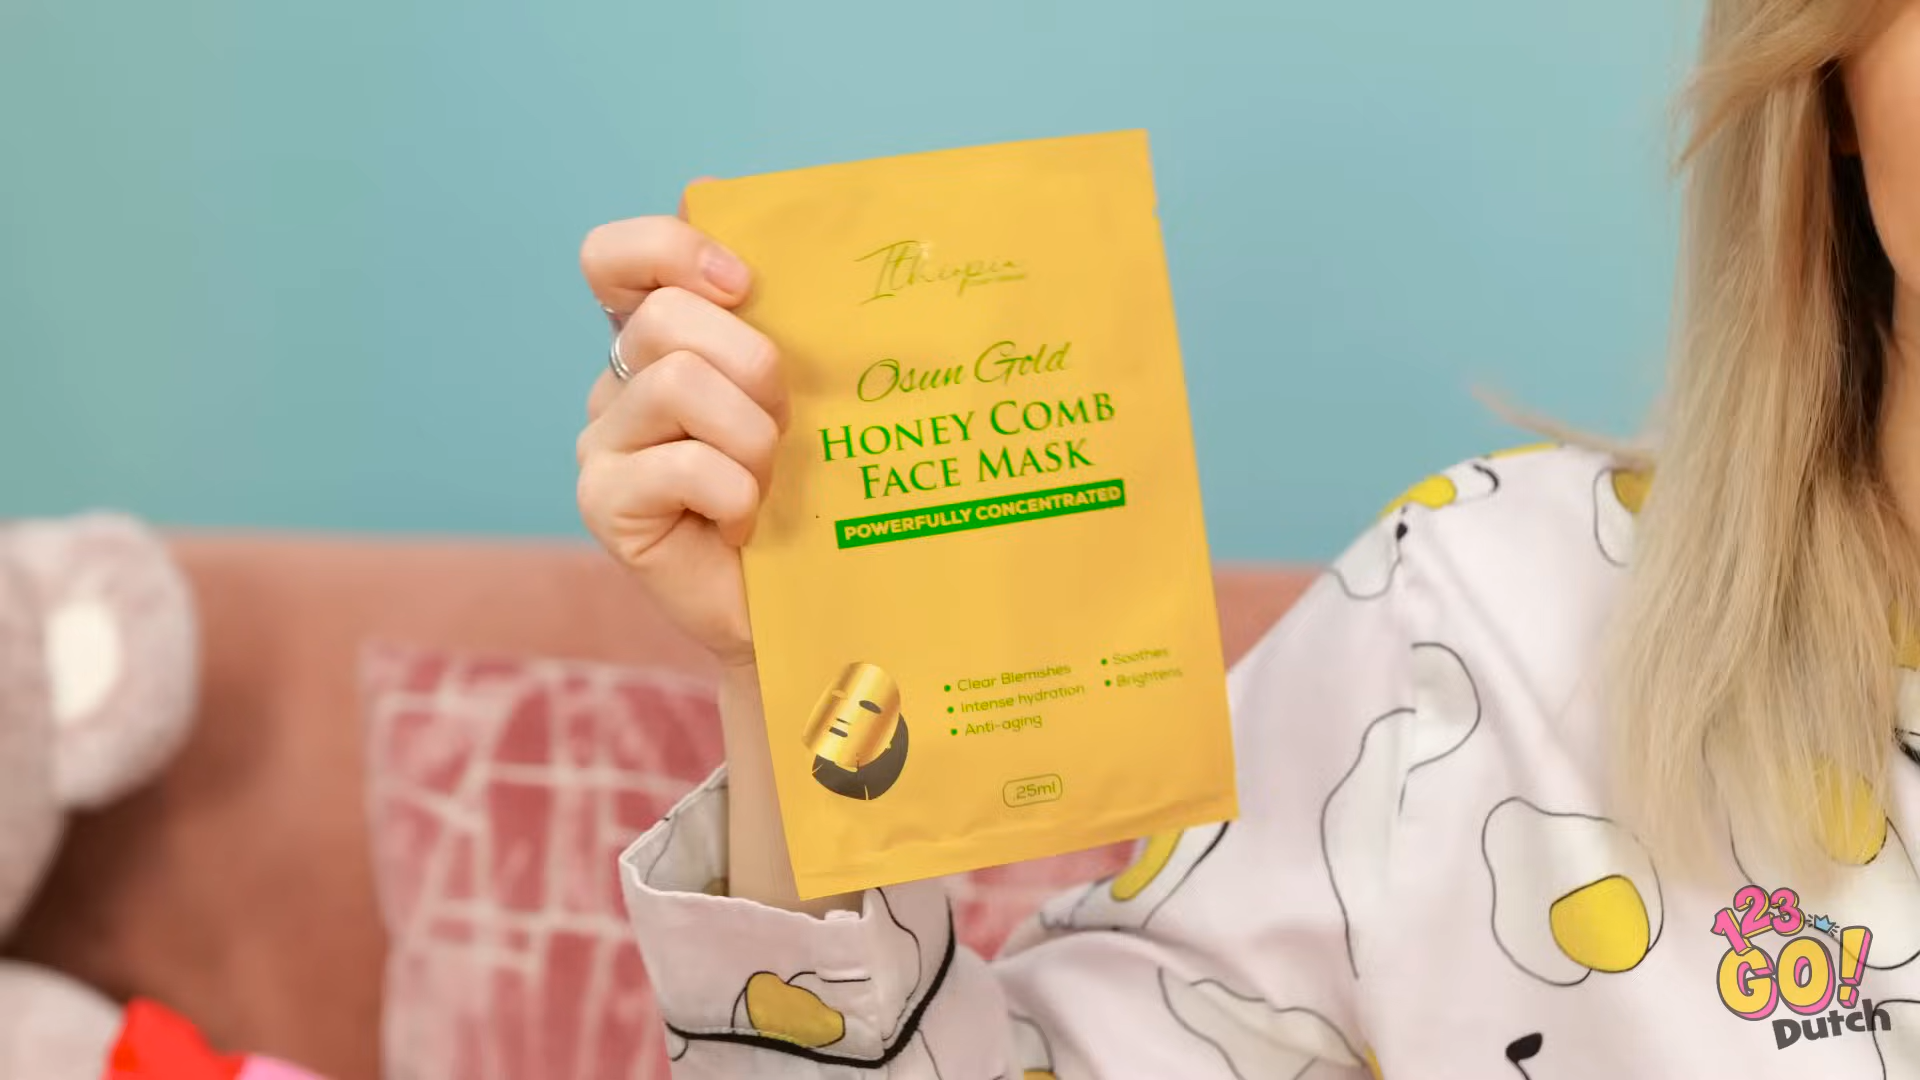 Ithiopia
Osun Gold
HONEY COMB
FACE MASK
POWERFULLY CONCENTRATED
• Clear Blemishes
• Intense hydration
• Anti-aging
• Soothes
• Brightens
.25ml
123
GO!
Dutch